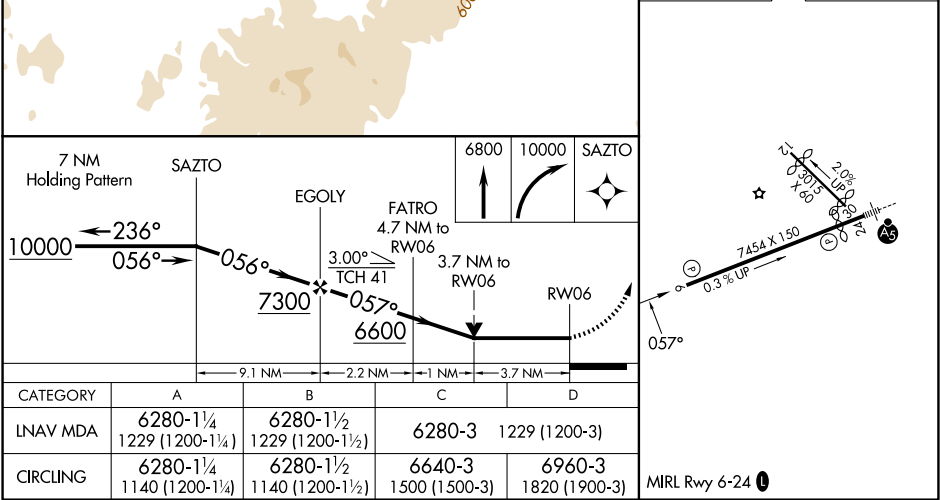 7 NM
Holding Pattern
SAZTO
EGOLY
FATRO
4.7 NM to
RW06
3.7 NM to
RW06
RW06
6800
10000
SAZTO
10000
236°
056°
056°
7300
3.00°
TCH 41
057°
6600
9.1 NM
2.2 NM
1 NM
3.7 NM
CATEGORY A B C D
LNAV MDA 6280-1¼ 6280-1½ 6280-3 1229 (1200-3)
1229 (1200-1¼) 1229 (1200-1½)
CIRCLING 6280-1¼ 6280-1½ 6640-3 6960-3
1140 (1200-1¼) 1140 (1200-1½) 1500 (1500-3) 1820 (1900-3)
12
3015
X 60
2.0%
UP
30
24
A5
P
P
P
7454 X 150
0.3 % UP
6
057°
MIRL Rwy 6-24 L